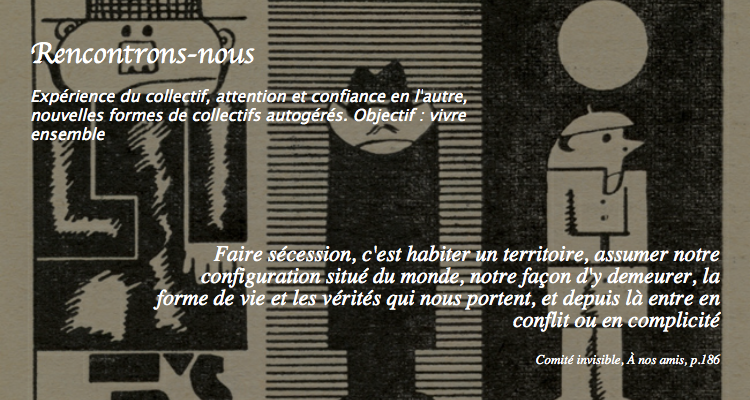 Rencontrons-nous
Expérience du collectif, attention et confiance en l'autre,
nouvelles formes de collectifs autogérés. Objectif : vivre
ensemble
Faire sécession, c'est habiter un territoire, assumer notre
configuration situé du monde, notre façon d'y demeurer, la
forme de vie et les vérités qui nous portent, et depuis là entre en
conflit ou en complicité
Comité invisible, À nos amis, p.186